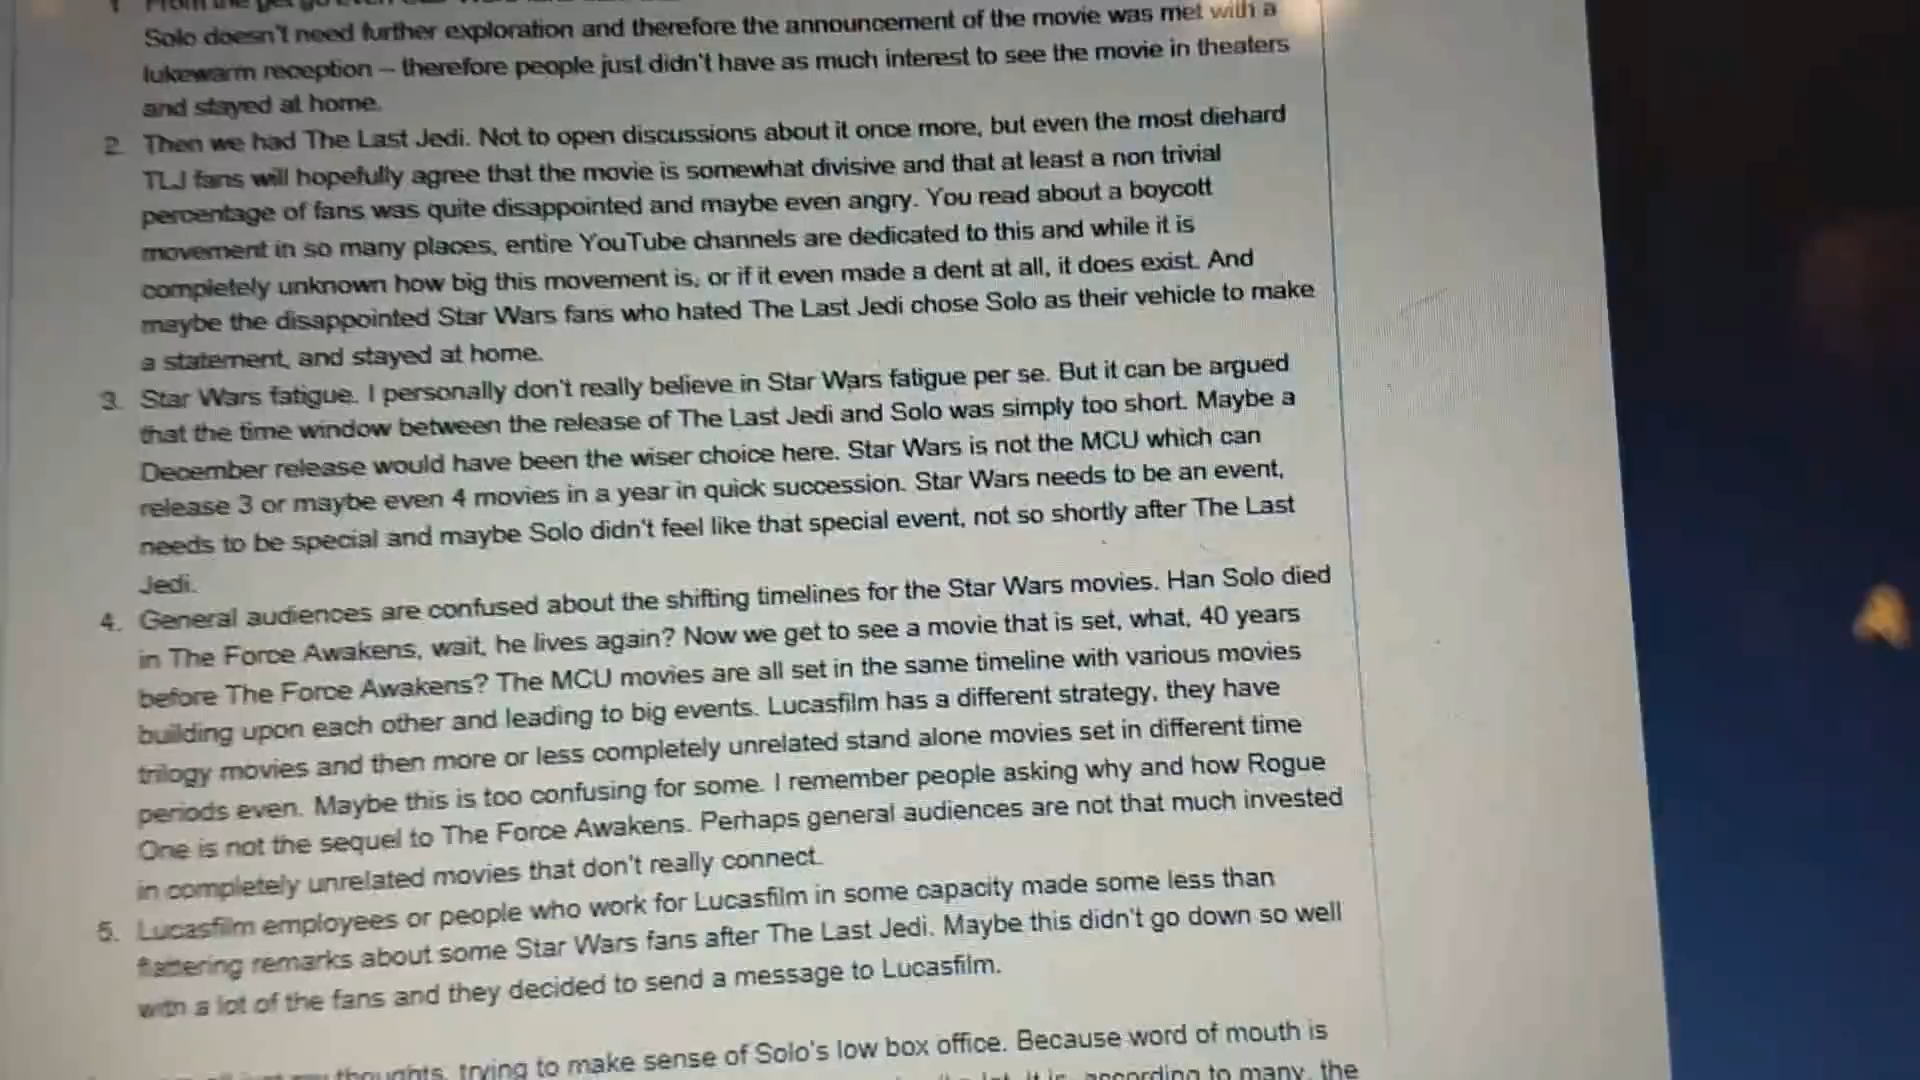 Solo doesn't need further exploration and therefore the announcement of the movie was met with a
lukewarm reception – therefore people just didn't have as much interest to see the movie in theaters
and stayed at home.
2. Then we had The Last Jedi. Not to open discussions about it once more, but even the most diehard
TLJ fans will hopefully agree that the movie is somewhat divisive and that at least a non trivial
percentage of fans was quite disappointed and maybe even angry. You read about a boycott
movement in so many places, entire YouTube channels are dedicated to this and while it is
completely unknown how big this movement is, or if it even made a dent at all, it does exist. And
maybe the disappointed Star Wars fans who hated The Last Jedi chose Solo as their vehicle to make
a statement, and stayed at home.
3. Star Wars fatigue. I personally don't really believe in Star Wars fatigue per se. But it can be argued
that the time window between the release of The Last Jedi and Solo was simply too short. Maybe a
December release would have been the wiser choice here. Star Wars is not the MCU which can
release 3 or maybe even 4 movies in a year in quick succession. Star Wars needs to be an event,
needs to be special and maybe Solo didn't feel like that special event, not so shortly after The Last
Jedi.
4. General audiences are confused about the shifting timelines for the Star Wars movies. Han Solo died
in The Force Awakens, wait, he lives again? Now we get to see a movie that is set, what, 40 years
before The Force Awakens? The MCU movies are all set in the same timeline with various movies
building upon each other and leading to big events. Lucasfilm has a different strategy, they have
trilogy movies and then more or less completely unrelated stand alone movies set in different time
periods even. Maybe this is too confusing for some. I remember people asking why and how Rogue
One is not the sequel to The Force Awakens. Perhaps general audiences are not that much invested
in completely unrelated movies that don't really connect.
5. Lucasfilm employees or people who work for Lucasfilm in some capacity made some less than
flattering remarks about some Star Wars fans after The Last Jedi. Maybe this didn't go down so well
with a lot of the fans and they decided to send a message to Lucasfilm.
thoughts, trying to make sense of Solo's low box office. Because word of mouth is
it is, according to many, the